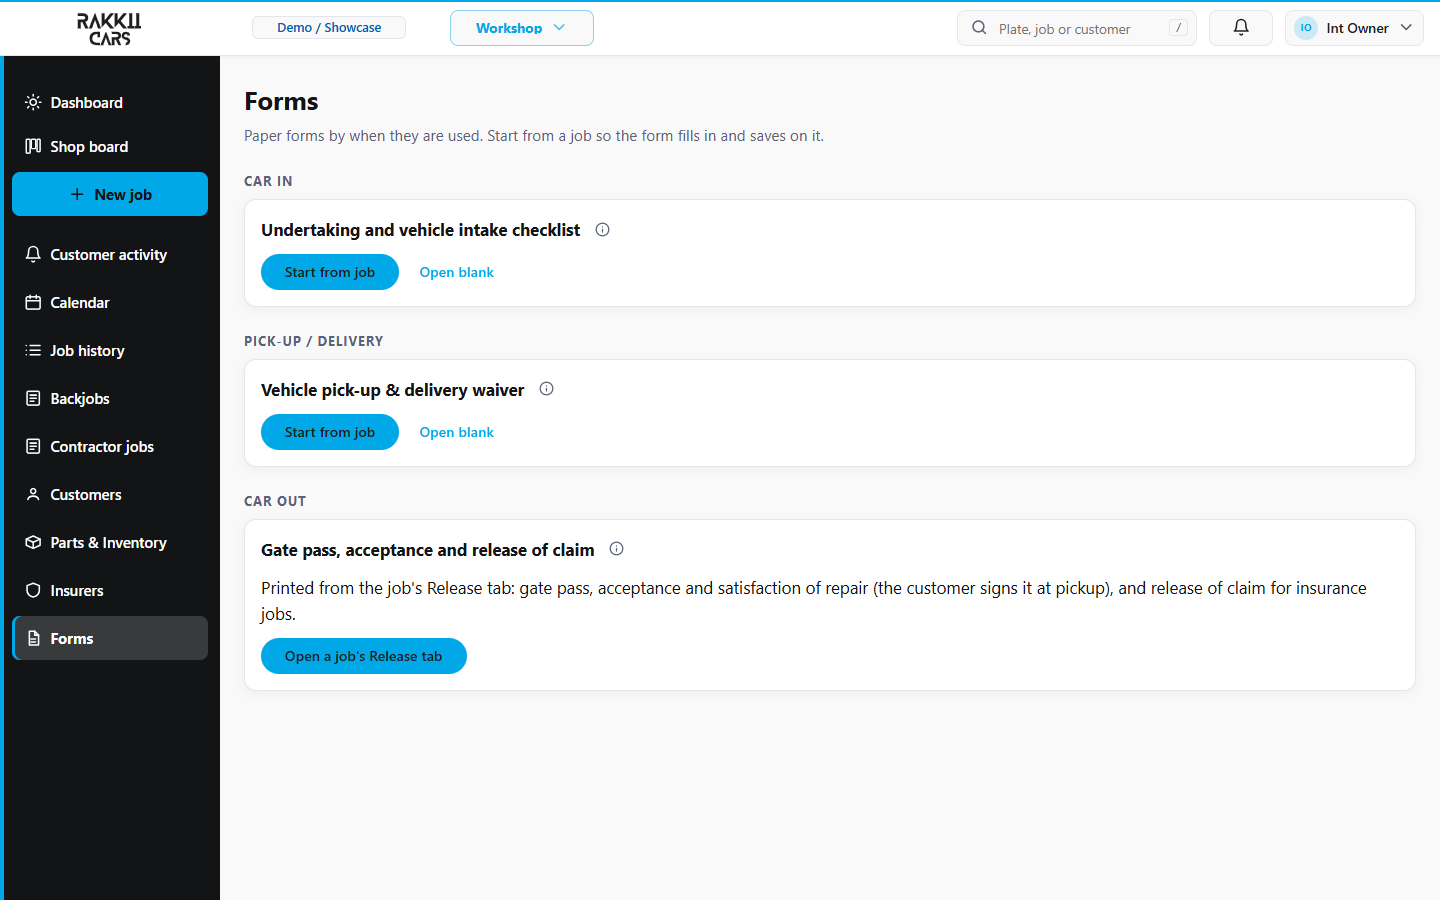 RAKKII
CARS
Demo / Showcase
Workshop
Plate, job or customer
/
IO
Int Owner
Dashboard
Shop board
New job
Customer activity
Calendar
Job history
Backjobs
Contractor jobs
Customers
Parts & Inventory
Insurers
Forms
Forms
Paper forms by when they are used. Start from a job so the form fills in and saves on it.
CAR IN
Undertaking and vehicle intake checklist
Start from job
Open blank
PICK-UP / DELIVERY
Vehicle pick-up & delivery waiver
Start from job
Open blank
CAR OUT
Gate pass, acceptance and release of claim
Printed from the job's Release tab: gate pass, acceptance and satisfaction of repair (the customer signs it at pickup), and release of claim for insurance
jobs.
Open a job's Release tab